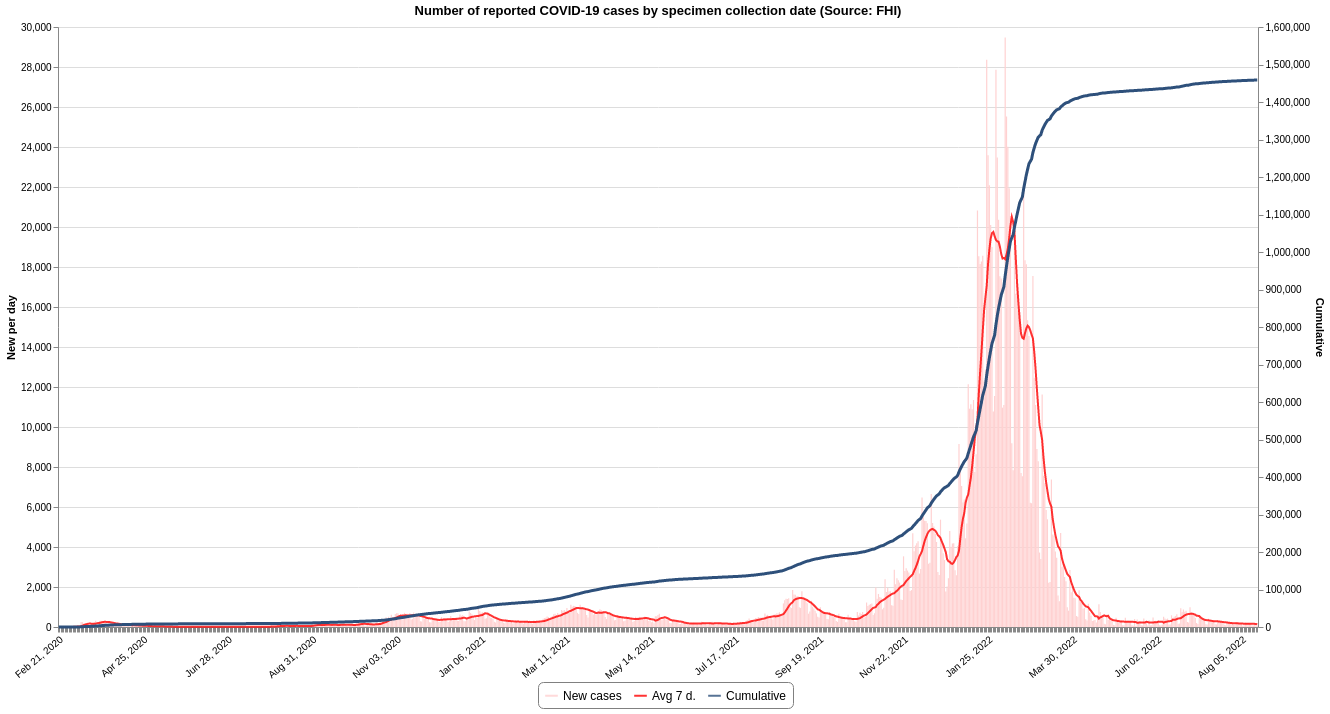 Number of reported COVID-19 cases by specimen collection date (Source: FHI)
30,000
28,000
26,000
24,000
22,000
20,000
18,000
16,000
14,000
12,000
10,000
8,000
6,000
4,000
2,000
0
New per day
1,600,000
1,500,000
1,400,000
1,300,000
1,200,000
1,100,000
1,000,000
900,000
800,000
700,000
600,000
500,000
400,000
300,000
200,000
100,000
0
Cumulative
Feb 21, 2020
Apr 25, 2020
Jun 28, 2020
Aug 31, 2020
Nov 03, 2020
Jan 06, 2021
Mar 11, 2021
May 14, 2021
Jul 17, 2021
Sep 19, 2021
Nov 22, 2021
Jan 25, 2022
Mar 30, 2022
Jun 02, 2022
Aug 05, 2022
New cases Avg 7 d. Cumulative